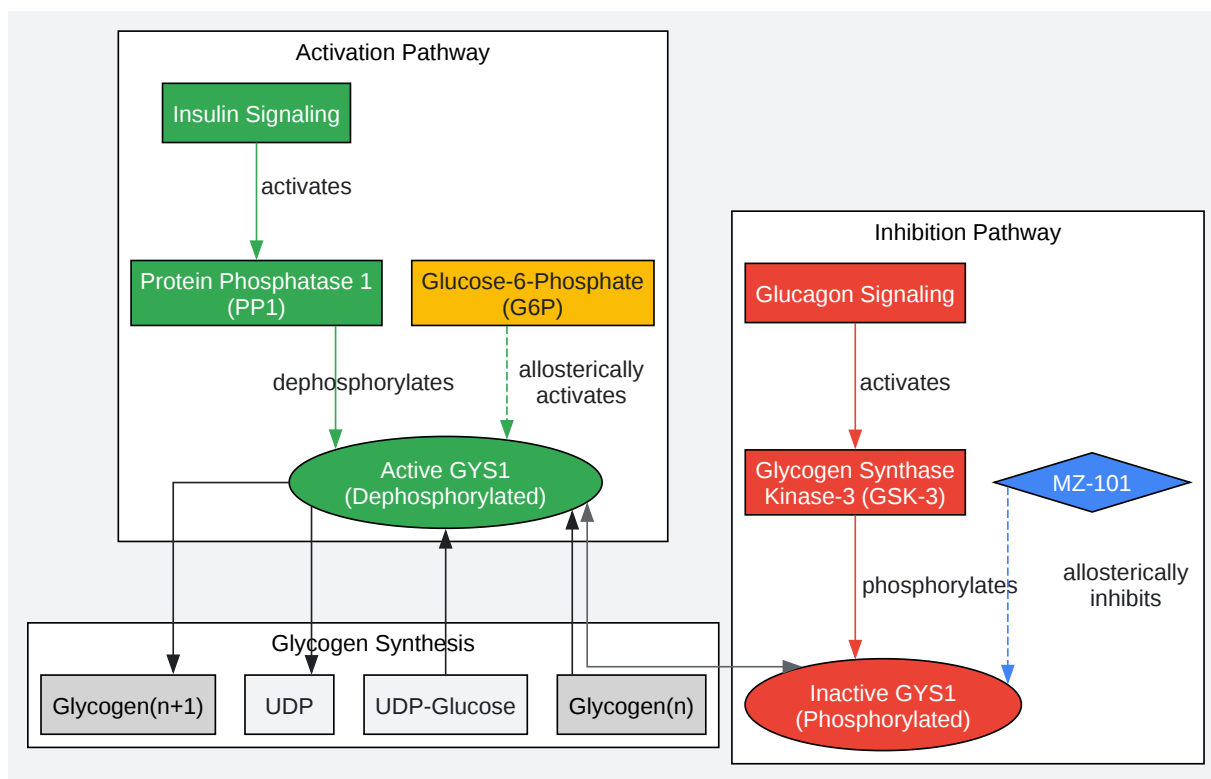 Activation Pathway
Insulin Signaling
activates
Protein Phosphatase 1
(PP1)
Glucose-6-Phosphate
(G6P)
dephosphorylates
allosterically
activates
Active GYS1
(Dephosphorylated)
Inhibition Pathway
Glucagon Signaling
activates
Glycogen Synthase
Kinase-3 (GSK-3)
MZ-101
phosphorylates
allosterically
inhibits
Inactive GYS1
(Phosphorylated)
Glycogen Synthesis
Glycogen(n+1)
UDP
UDP-Glucose
Glycogen(n)